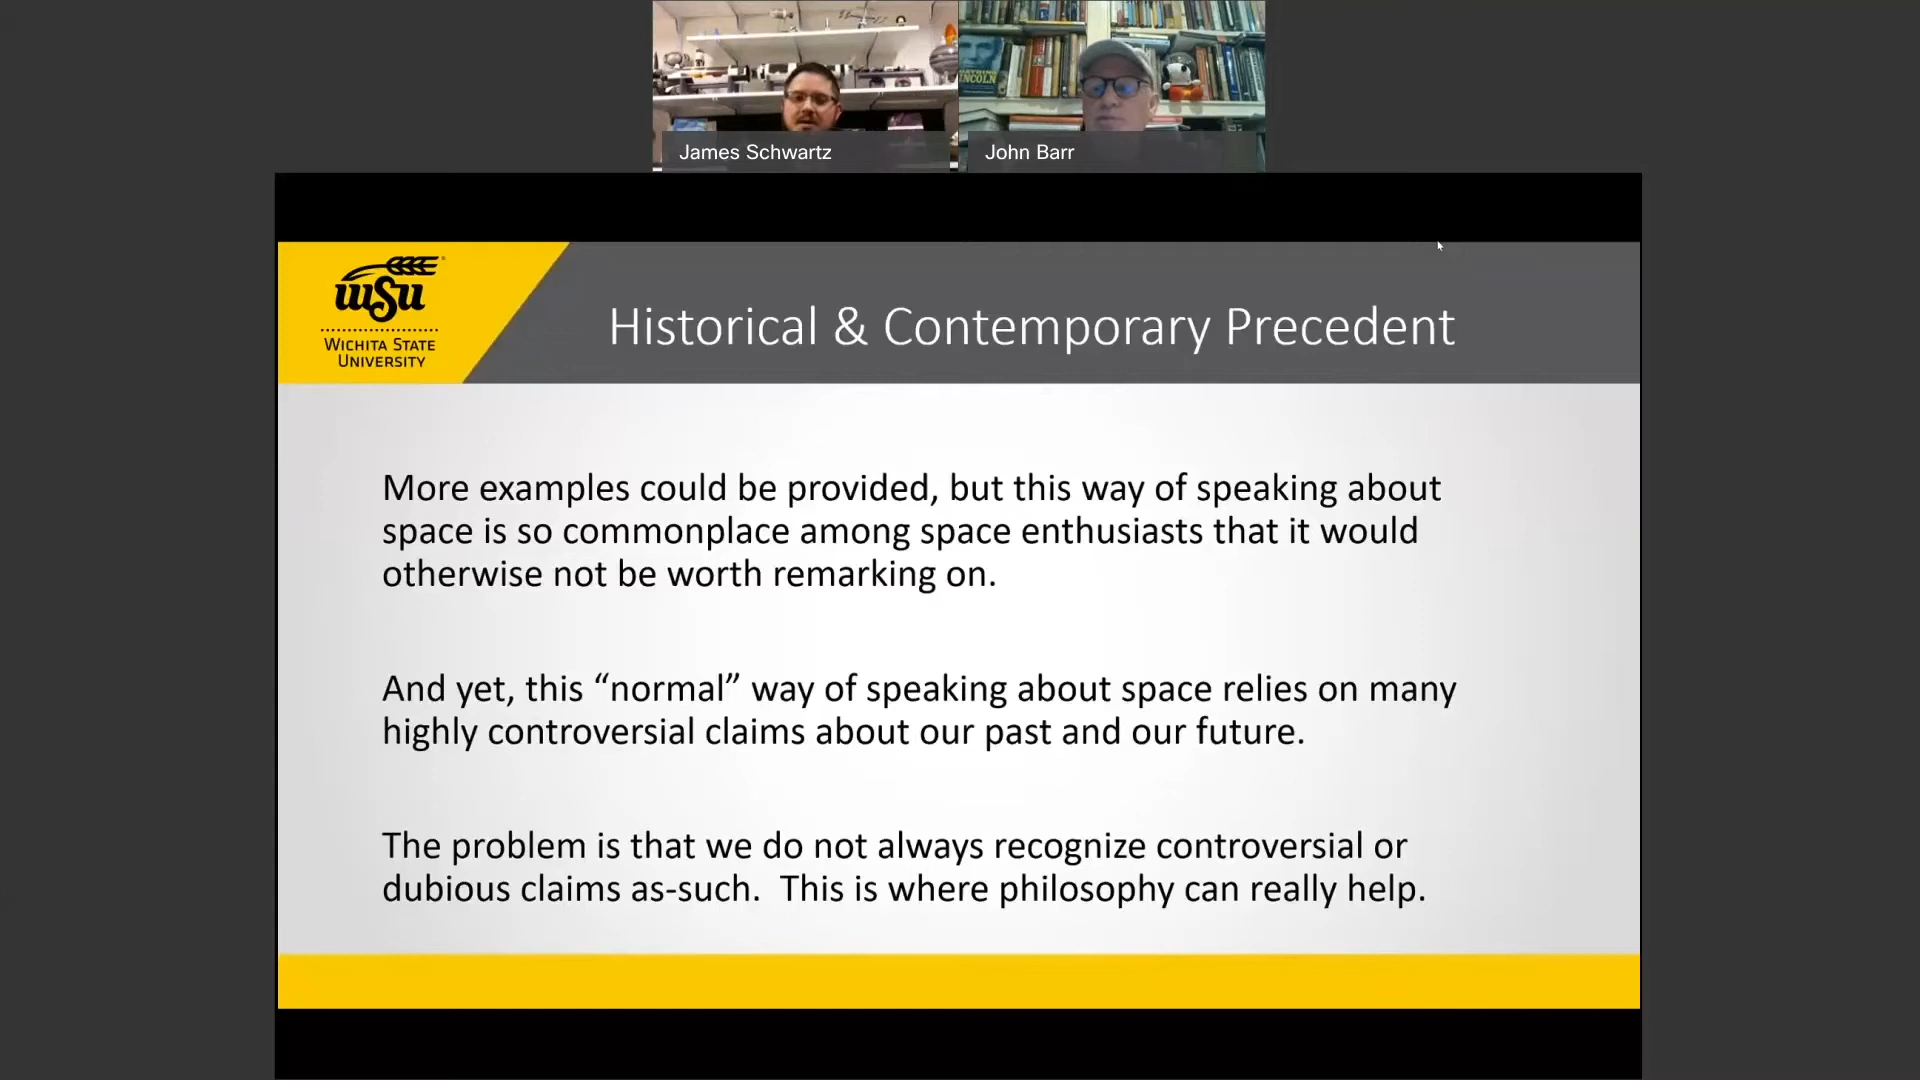 LINCOLN
James Schwartz
John Barr
wsu
WICHITA STATE
UNIVERSITY
Historical & Contemporary Precedent
More examples could be provided, but this way of speaking about
space is so commonplace among space enthusiasts that it would
otherwise not be worth remarking on.
And yet, this “normal” way of speaking about space relies on many
highly controversial claims about our past and our future.
The problem is that we do not always recognize controversial or
dubious claims as-such.  This is where philosophy can really help.